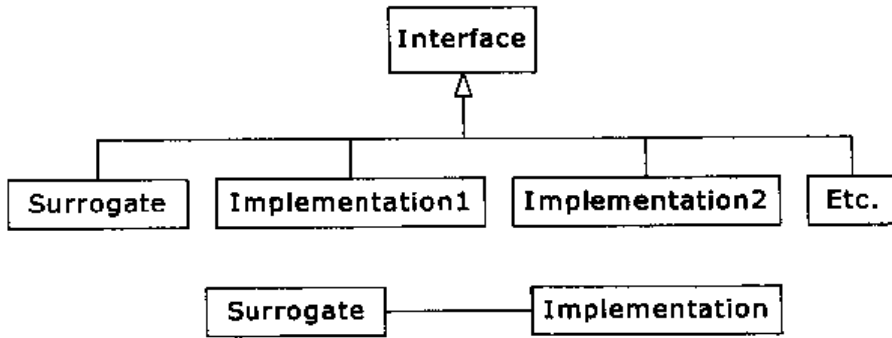 Interface
Surrogate
Implementation1
Implementation2
Etc.
Surrogate
Implementation